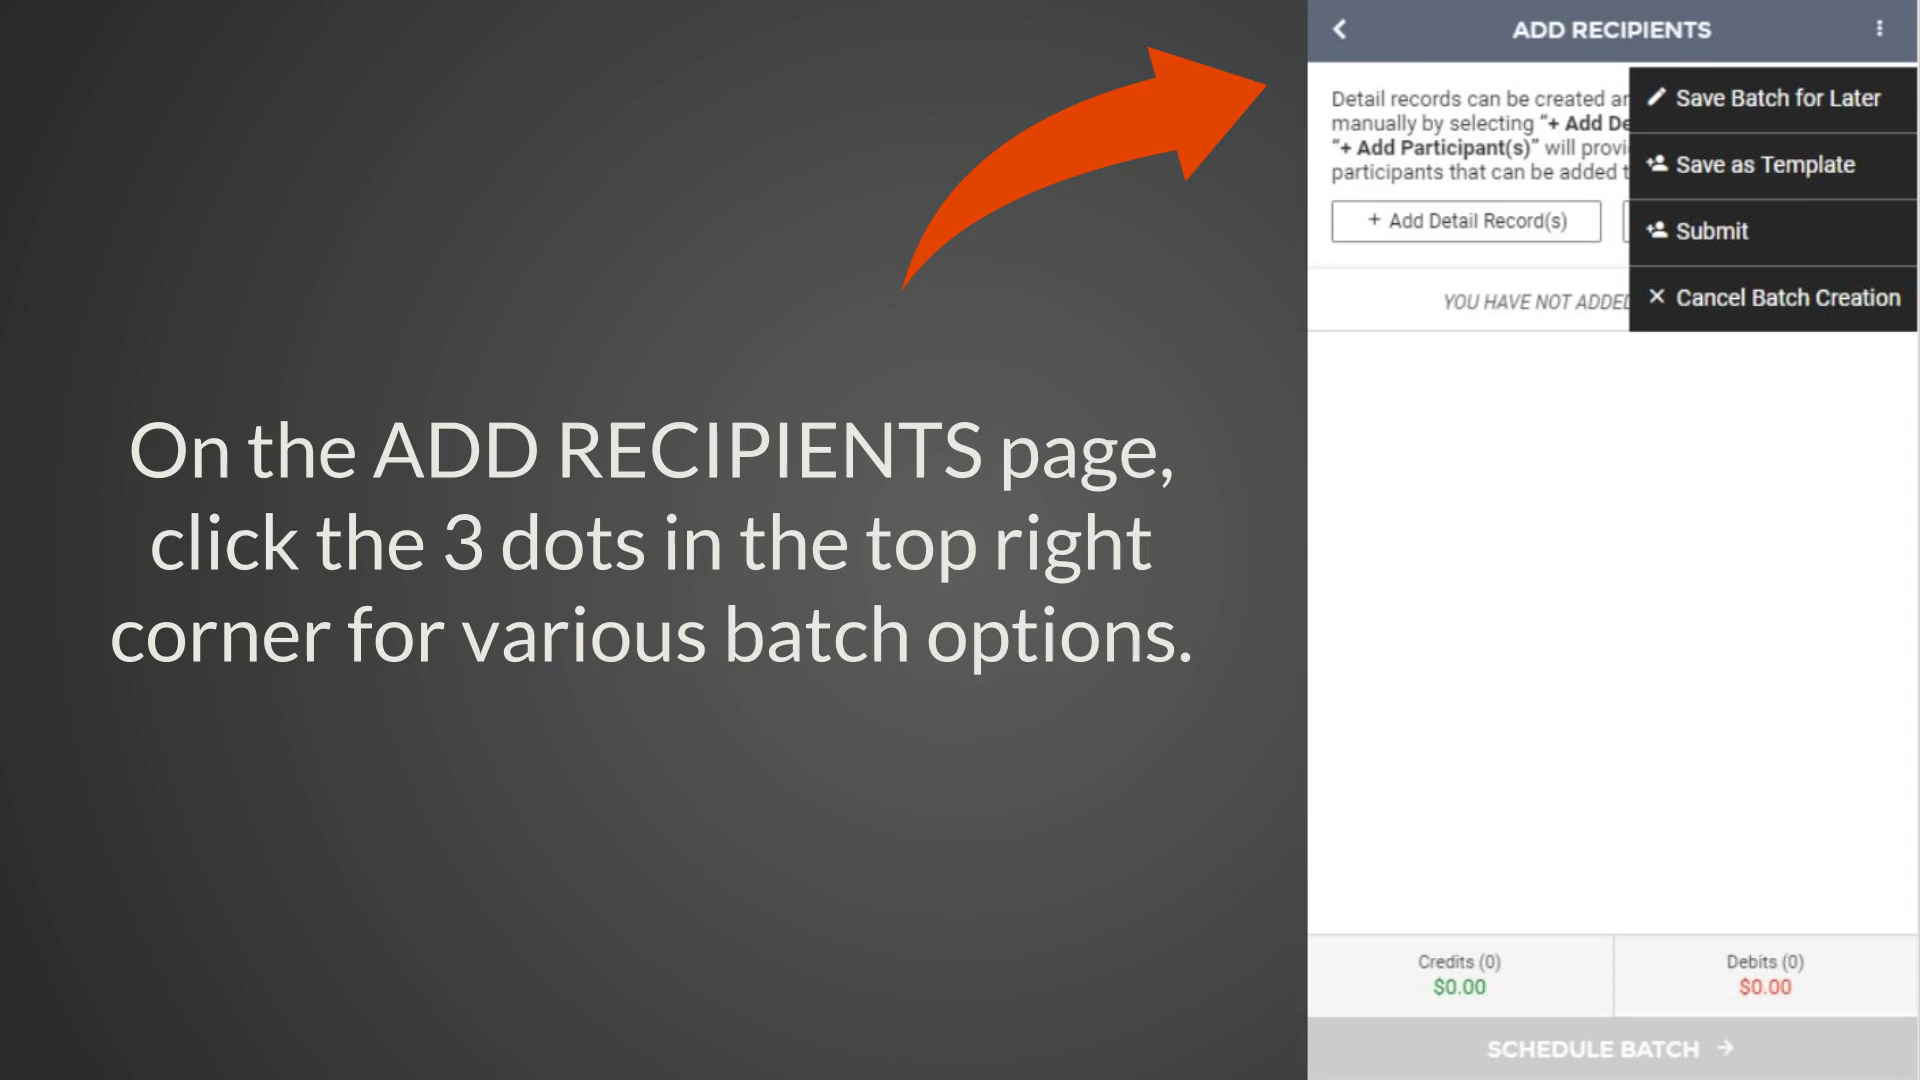 On the ADD RECIPIENTS page,
click the 3 dots in the top right
corner for various batch options.
ADD RECIPIENTS
Detail records can be created
manually by selecting “+ Add
“+ Add Participant(s)” will
participants that can be added
+ Add Detail Record(s)
YOU HAVE NOT ADDED
Save Batch for Later
Save as Template
Submit
Cancel Batch Creation
Credits (0)
$0.00
Debits (0)
$0.00
SCHEDULE BATCH